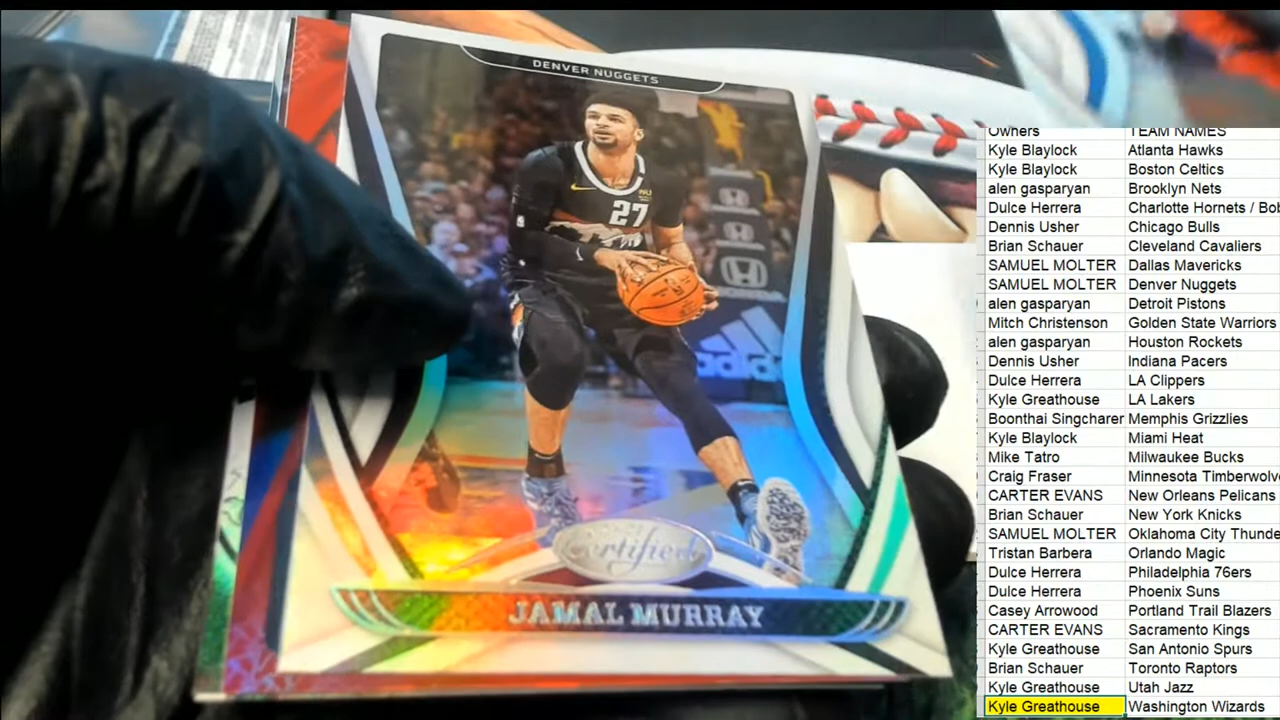 DENVER NUGGETS
27
HONDA
adidas
Certified
JAMAL MURRAY
Owners TEAM NAMES
Kyle Blaylock Atlanta Hawks
Kyle Blaylock Boston Celtics
alen gasparyan Brooklyn Nets
Dulce Herrera Charlotte Hornets / Bob
Dennis Usher Chicago Bulls
Brian Schauer Cleveland Cavaliers
SAMUEL MOLTER Dallas Mavericks
SAMUEL MOLTER Denver Nuggets
alen gasparyan Detroit Pistons
Mitch Christenson Golden State Warriors
alen gasparyan Houston Rockets
Dennis Usher Indiana Pacers
Dulce Herrera LA Clippers
Kyle Greathouse LA Lakers
Boonthai Singcharer Memphis Grizzlies
Kyle Blaylock Miami Heat
Mike Tatro Milwaukee Bucks
Craig Fraser Minnesota Timberwolve
CARTER EVANS New Orleans Pelicans
Brian Schauer New York Knicks
SAMUEL MOLTER Oklahoma City Thunde
Tristan Barbera Orlando Magic
Dulce Herrera Philadelphia 76ers
Dulce Herrera Phoenix Suns
Casey Arrowood Portland Trail Blazers
CARTER EVANS Sacramento Kings
Kyle Greathouse San Antonio Spurs
Brian Schauer Toronto Raptors
Kyle Greathouse Utah Jazz
Kyle Greathouse Washington Wizards